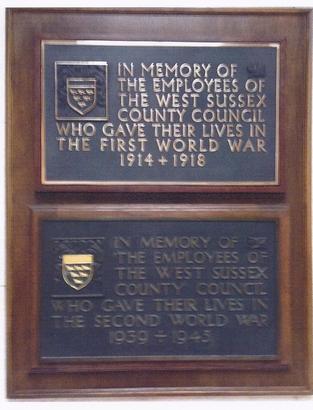 IN MEMORY OF
THE EMPLOYEES OF
THE WEST SUSSEX
COUNTY COUNCIL
WHO GAVE THEIR LIVES IN
THE FIRST WORLD WAR
1914 + 1918
IN MEMORY OF
THE EMPLOYEES OF
THE WEST SUSSEX
COUNTY COUNCIL
WHO GAVE THEIR LIVES IN
THE SECOND WORLD WAR
1939 + 1945